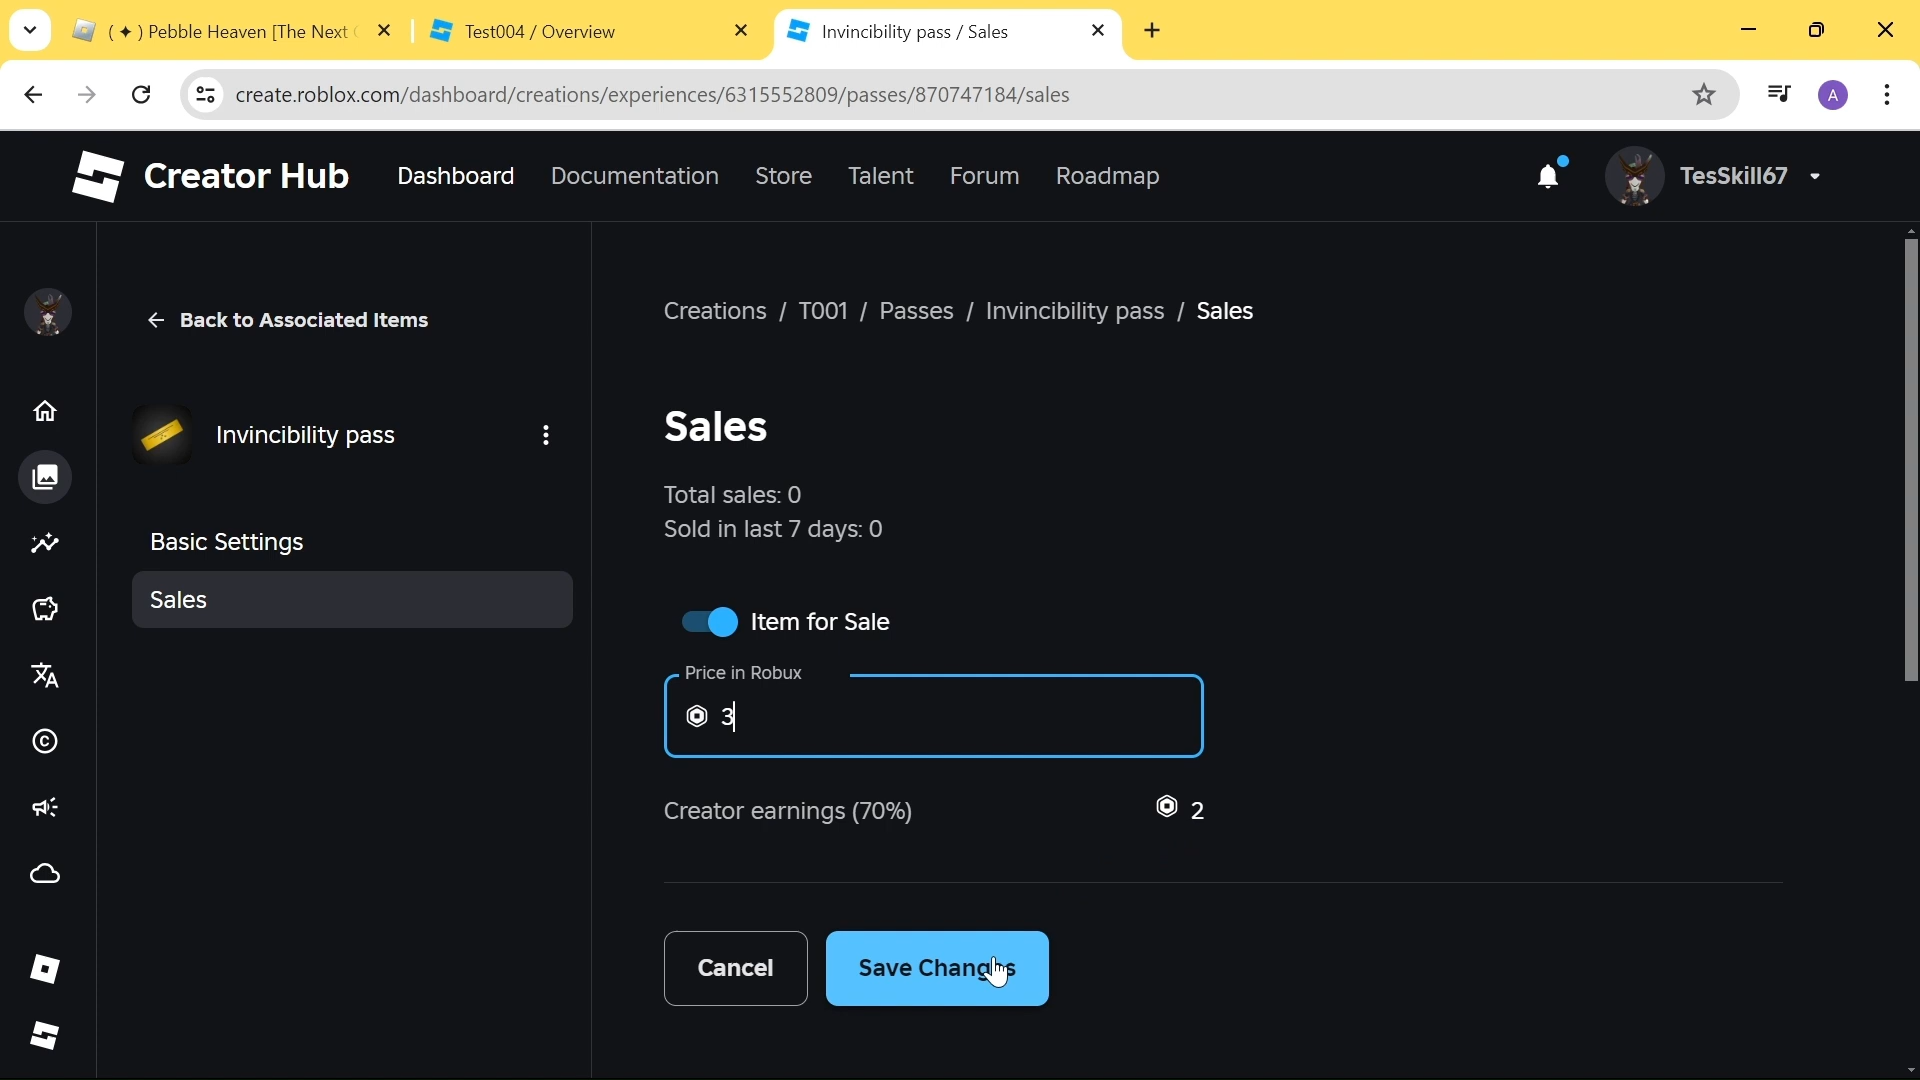 ( ✦ ) Pebble Heaven [The Next
Test004 / Overview
Invincibility pass / Sales
create.roblox.com/dashboard/creations/experiences/6315552809/passes/870747184/sales
A
Creator Hub
Dashboard
Documentation
Store
Talent
Forum
Roadmap
TesSkill67
Back to Associated Items
Invincibility pass
Basic Settings
Sales
Creations / T001 / Passes / Invincibility pass / Sales
Sales
Total sales: 0
Sold in last 7 days: 0
Item for Sale
Price in Robux
3
Creator earnings (70%)
2
Cancel
Save Changes